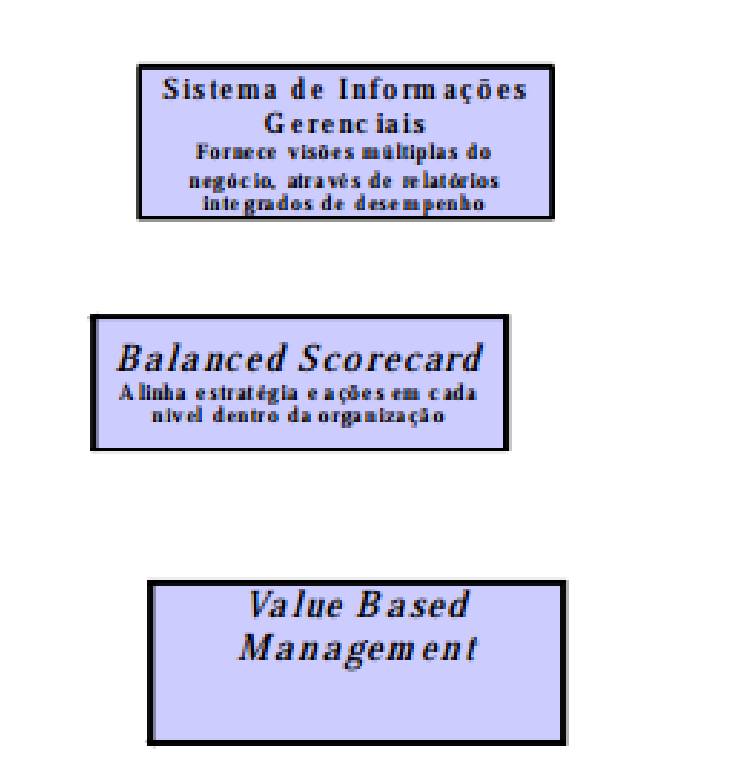 Sistema de Informações
Gerenciais
Fornece visões múltiplas do
negócio, através de relatórios
integrados de desempenho
Balanced Scorecard
Alinha estratégia e ações em cada
nível dentro da organização
Value Based
Management